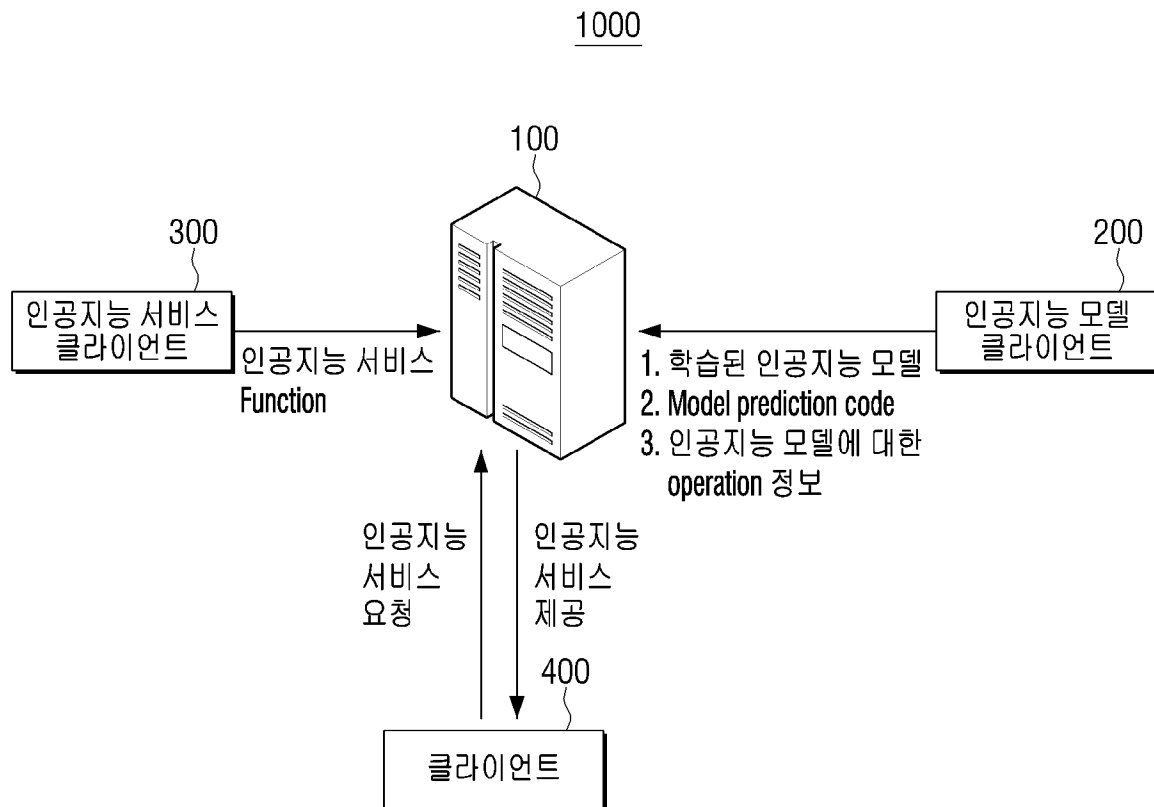 1000
100
300
인공지능 서비스
클라이언트
인공지능 서비스
Function
200
인공지능 모델
클라이언트
1. 학습된 인공지능 모델
2. Model prediction code
3. 인공지능 모델에 대한
operation 정보
인공지능
서비스
요청
인공지능
서비스
제공
400
클라이언트